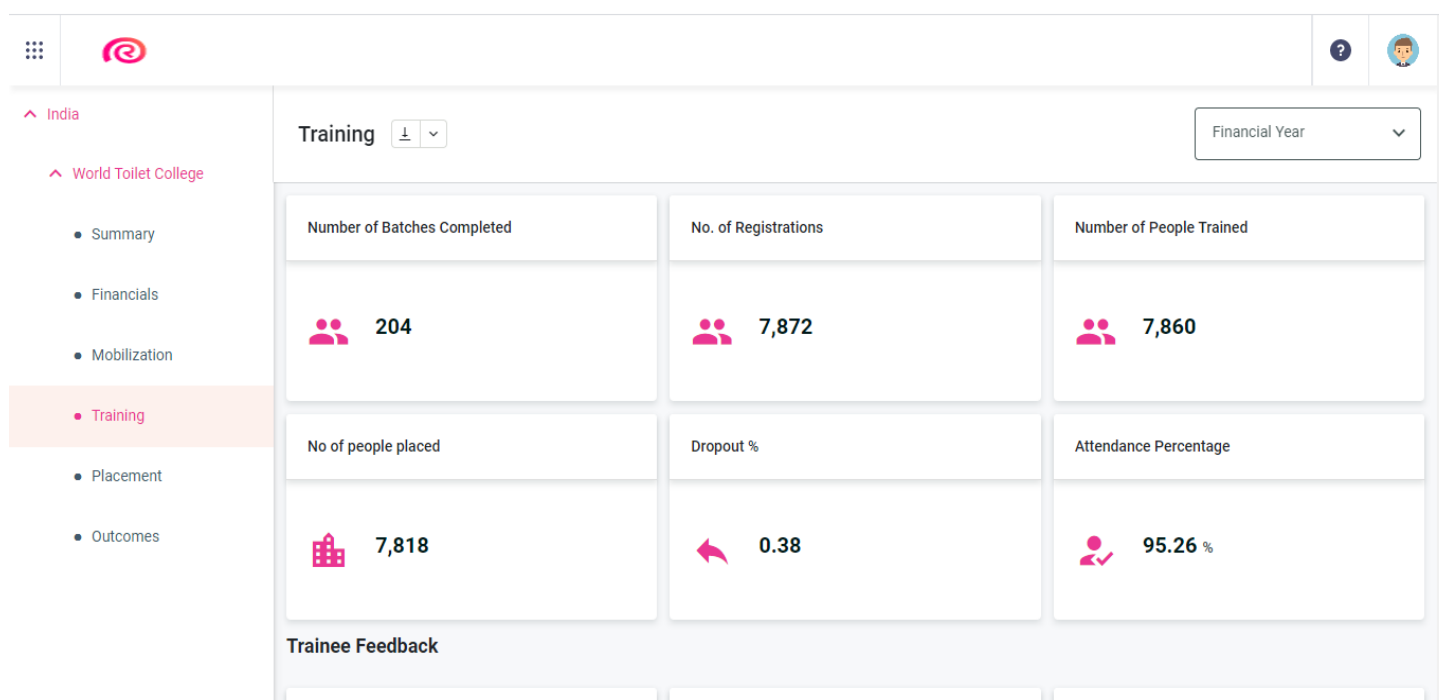 ?
India
Training
Financial Year
World Toilet College
Summary
Financials
Mobilization
Training
Placement
Outcomes
Number of Batches Completed
No. of Registrations
Number of People Trained
204
7,872
7,860
No of people placed
Dropout %
Attendance Percentage
7,818
0.38
95.26 %
Trainee Feedback